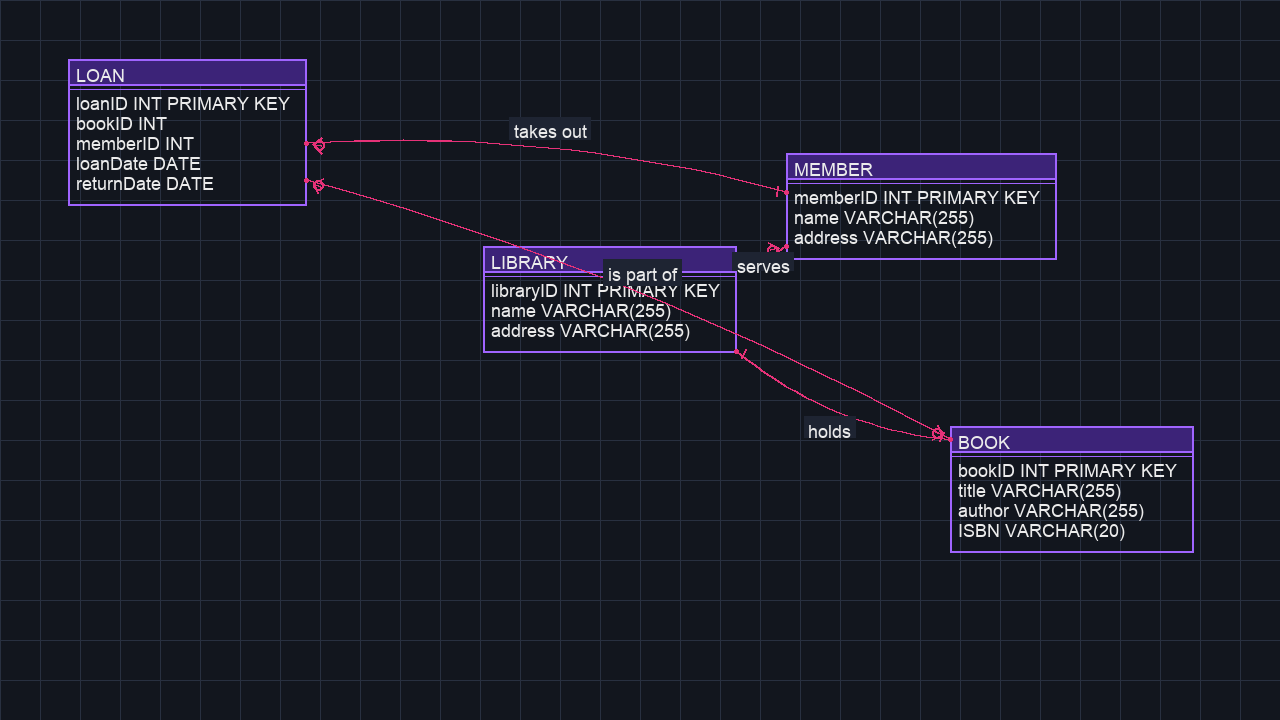 LOAN
loanID INT PRIMARY KEY
bookID INT
memberID INT
loanDate DATE
returnDate DATE
takes out
MEMBER
memberID INT PRIMARY KEY
name VARCHAR(255)
address VARCHAR(255)
serves
LIBRARY
is part of
libraryID INT PRIMARY KEY
name VARCHAR(255)
address VARCHAR(255)
holds
BOOK
bookID INT PRIMARY KEY
title VARCHAR(255)
author VARCHAR(255)
ISBN VARCHAR(20)